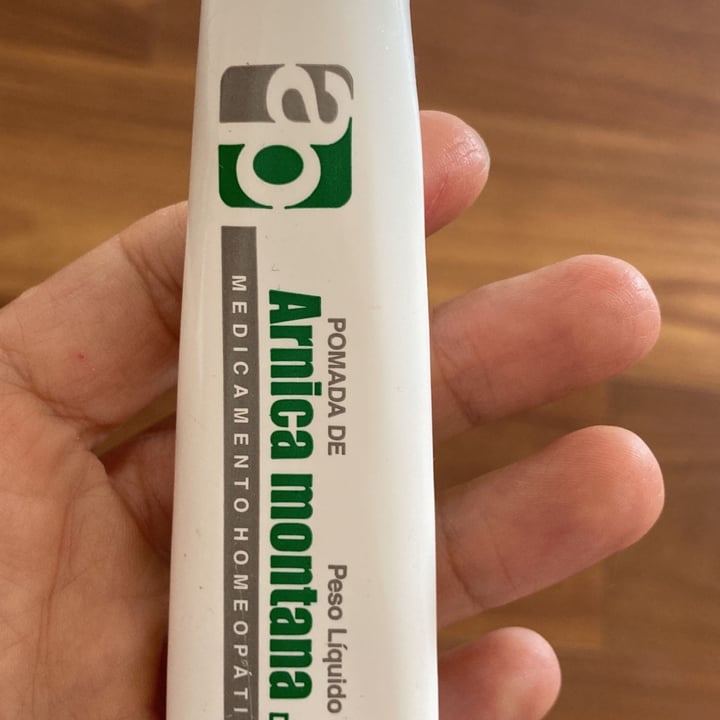 ap
POMADA DE Peso Líquido
Arnica montana
MEDICAMENTO HOMEOPÁTI